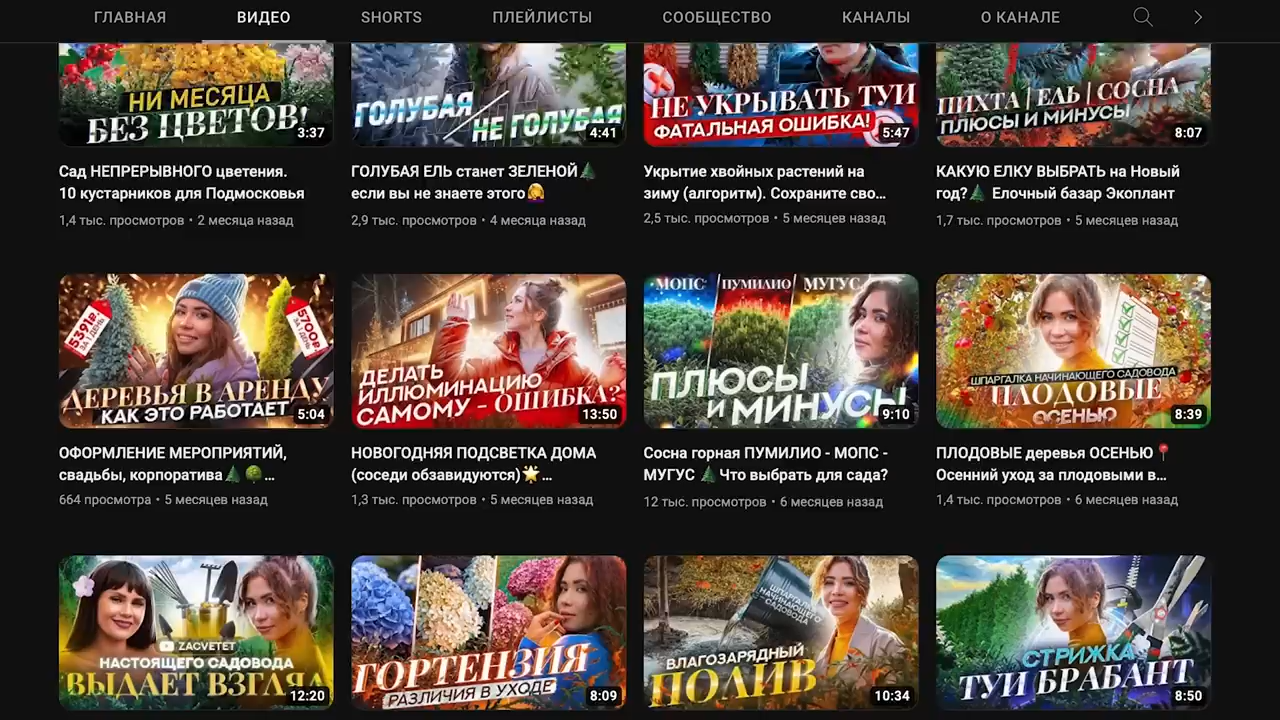 ГЛАВНАЯ ВИДЕО SHORTS ПЛЕЙЛИСТЫ СООБЩЕСТВО КАНАЛЫ О КАНАЛЕ
НИ МЕСЯЦА
БЕЗ ЦВЕТОВ!
3:37
ГОЛУБАЯ
НЕ ГОЛУБАЯ
4:41
НЕ УКРЫВАТЬ ТУИ
ФАТАЛЬНАЯ ОШИБКА!
5:47
ПИХТА | ЕЛЬ | СОСНА
ПЛЮСЫ И МИНУСЫ
8:07
Сад НЕПРЕРЫВНОГО цветения.
10 кустарников для Подмосковья
1,4 тыс. просмотров • 2 месяца назад
ГОЛУБАЯ ЕЛЬ станет ЗЕЛЕНОЙ🌲
если вы не знаете этого🤷‍♀️
2,9 тыс. просмотров • 4 месяца назад
Укрытие хвойных растений на
зиму (алгоритм). Сохраните сво...
2,5 тыс. просмотров • 5 месяцев назад
КАКУЮ ЕЛКУ ВЫБРАТЬ на Новый
год?🌲 Елочный базар Экоплант
1,7 тыс. просмотров • 5 месяцев назад
5391₽
ЗА 1 ДЕНЬ
5700₽
ЗА 1 ДЕНЬ
ДЕРЕВЬЯ В АРЕНДУ
КАК ЭТО РАБОТАЕТ
5:04
ДЕЛАТЬ
ИЛЛЮМИНАЦИЮ
САМОМУ - ОШИБКА?
13:50
МОПС ПУМИЛИО МУГУС
ПЛЮСЫ
И МИНУСЫ
9:10
ШПАРГАЛКА НАЧИНАЮЩЕГО САДОВОДА
ПЛОДОВЫЕ
ОСЕНЬЮ
8:39
ОФОРМЛЕНИЕ МЕРОПРИЯТИЙ,
свадьбы, корпоратива🌲🌳...
664 просмотра • 5 месяцев назад
НОВОГОДНЯЯ ПОДСВЕТКА ДОМА
(соседи обзавидуются)🌟...
1,3 тыс. просмотров • 5 месяцев назад
Сосна горная ПУМИЛИО - МОПС -
МУГУС 🌲Что выбрать для сада?
12 тыс. просмотров • 6 месяцев назад
ПЛОДОВЫЕ деревья ОСЕНЬЮ📍
Осенний уход за плодовыми в...
1,4 тыс. просмотров • 6 месяцев назад
ZACVETET
НАСТОЯЩЕГО САДОВОДА
ВЫДАЕТ ВЗГЛЯД
12:20
ГОРТЕНЗИЯ
РАЗЛИЧИЯ В УХОДЕ
8:09
ШПАРГАЛКА
НАЧИНАЮЩЕГО
САДОВОДА
ВЛАГОЗАРЯДНЫЙ
ПОЛИВ
10:34
СТРИЖКА
ТУИ БРАБАНТ
8:50